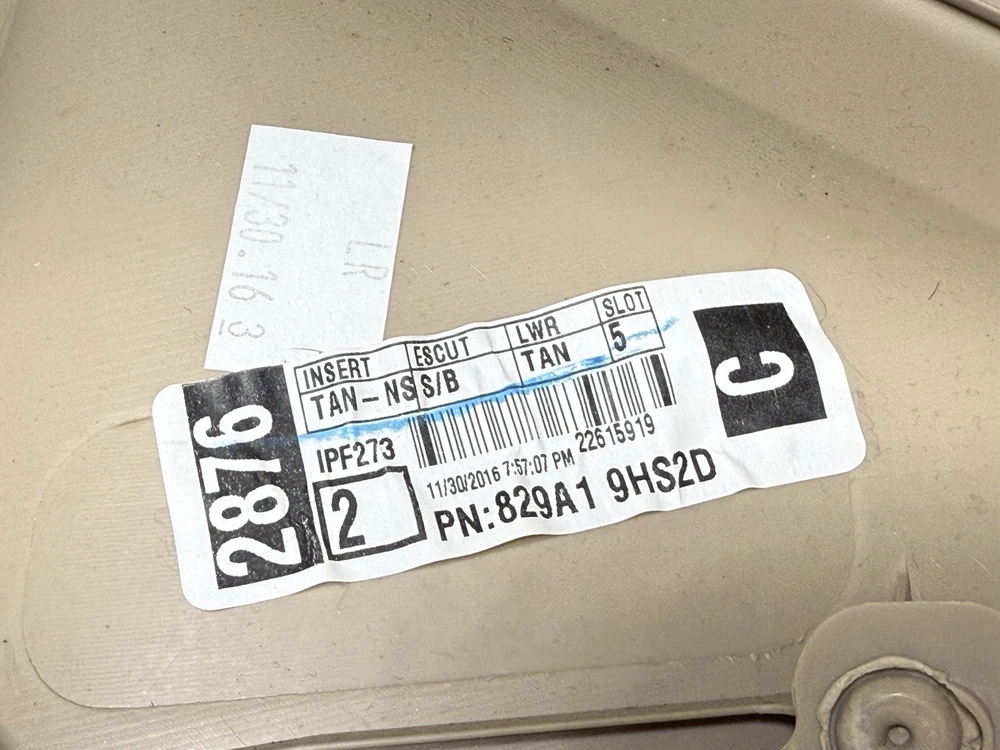 LR
11/30.16 3
2876
INSERT ESCUT LWR SLOT
TAN-NS S/B TAN 5
IPF273
2
11/30/2016 7:57:07 PM 22615919
PN:829A1 9HS2D
C